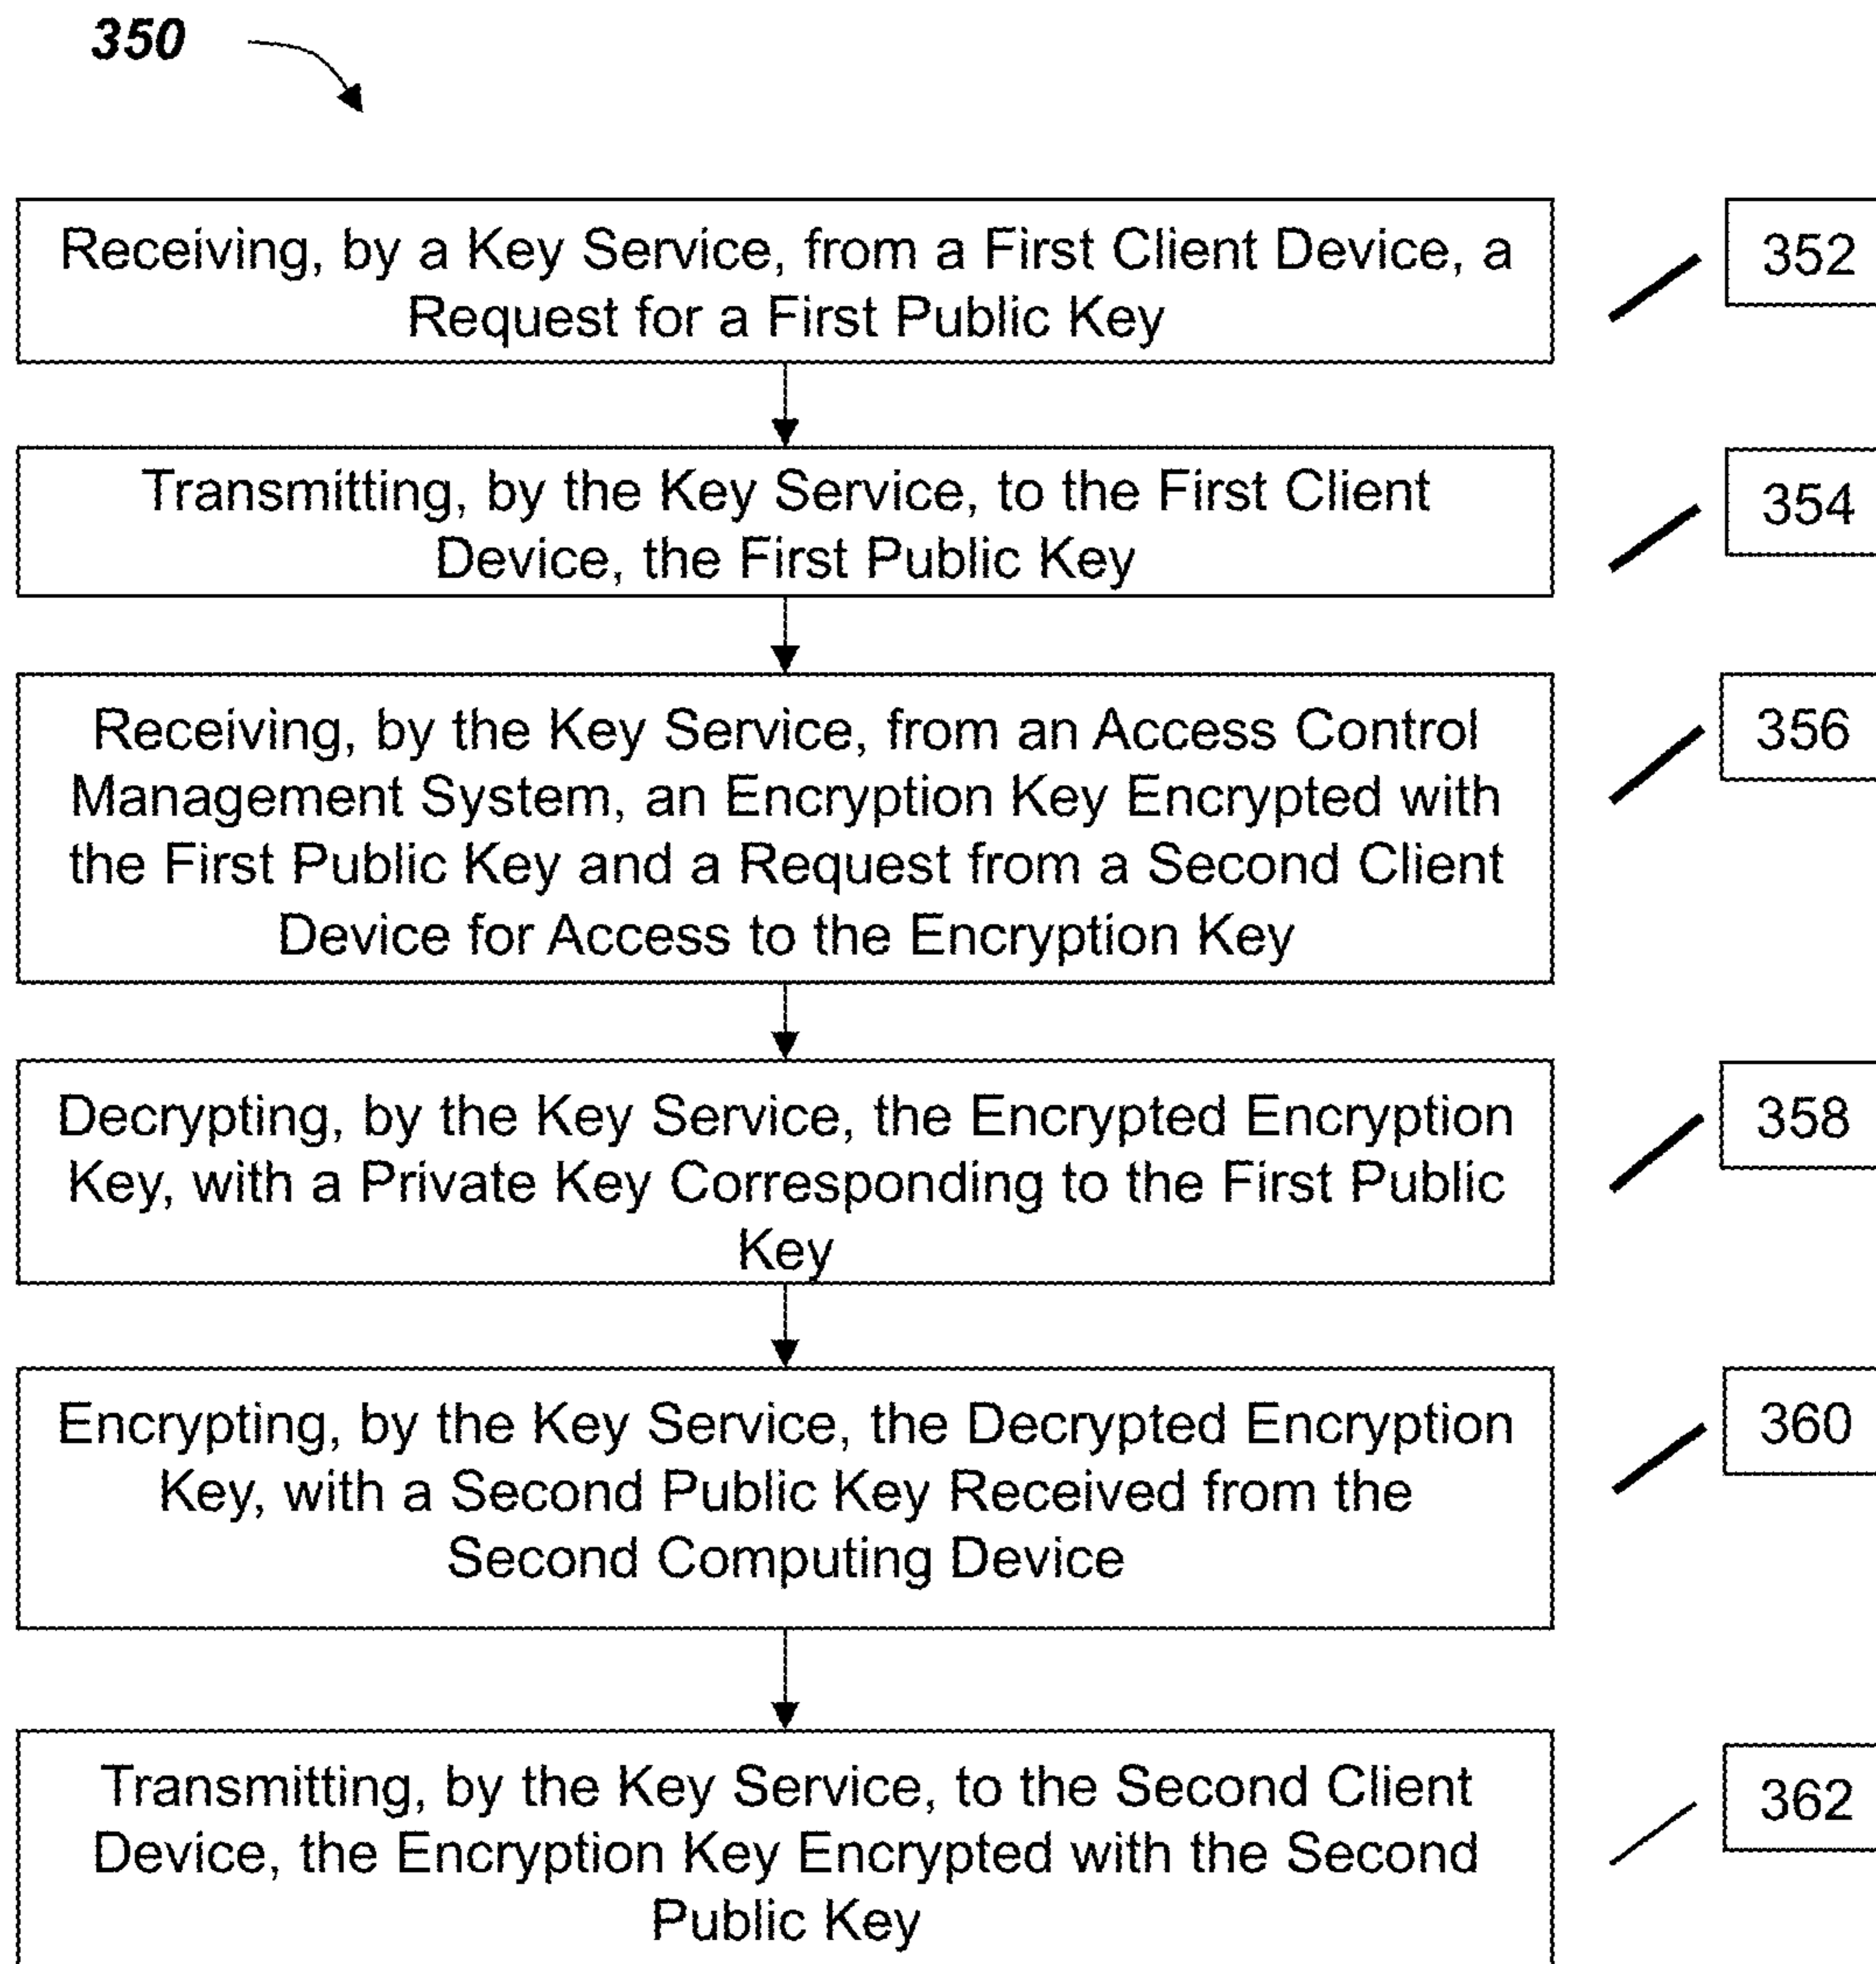 350
Receiving, by a Key Service, from a First Client Device, a
Request for a First Public Key
352
Transmitting, by the Key Service, to the First Client
Device, the First Public Key
354
Receiving, by the Key Service, from an Access Control
Management System, an Encryption Key Encrypted with
the First Public Key and a Request from a Second Client
Device for Access to the Encryption Key
356
Decrypting, by the Key Service, the Encrypted Encryption
Key, with a Private Key Corresponding to the First Public
Key
358
Encrypting, by the Key Service, the Decrypted Encryption
Key, with a Second Public Key Received from the
Second Computing Device
360
Transmitting, by the Key Service, to the Second Client
Device, the Encryption Key Encrypted with the Second
Public Key
362